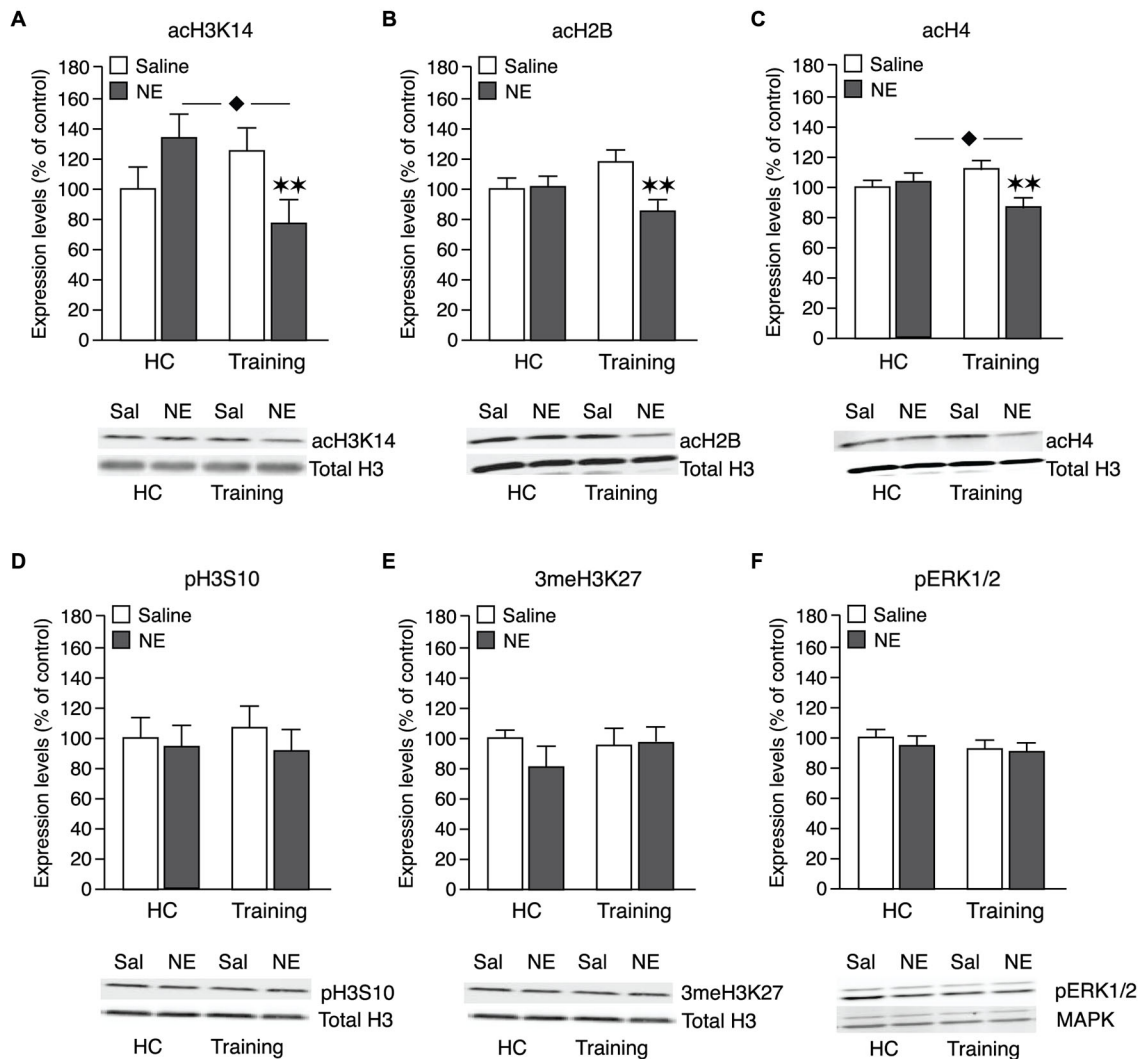 A
acH3K14
Expression levels (% of control)
180
160
140
120
100
80
60
40
20
0
Saline
NE
◆
★★
HC Training
Sal NE Sal NE
acH3K14
Total H3
HC Training
B
acH2B
Expression levels (% of control)
180
160
140
120
100
80
60
40
20
0
Saline
NE
★★
HC Training
Sal NE Sal NE
acH2B
Total H3
HC Training
C
acH4
Expression levels (% of control)
180
160
140
120
100
80
60
40
20
0
Saline
NE
◆
★★
HC Training
Sal NE Sal NE
acH4
Total H3
HC Training
D
pH3S10
Expression levels (% of control)
180
160
140
120
100
80
60
40
20
0
Saline
NE
HC Training
Sal NE Sal NE
pH3S10
Total H3
HC Training
E
3meH3K27
Expression levels (% of control)
180
160
140
120
100
80
60
40
20
0
Saline
NE
HC Training
Sal NE Sal NE
3meH3K27
Total H3
HC Training
F
pERK1/2
Expression levels (% of control)
180
160
140
120
100
80
60
40
20
0
Saline
NE
HC Training
Sal NE Sal NE
pERK1/2
MAPK
HC Training